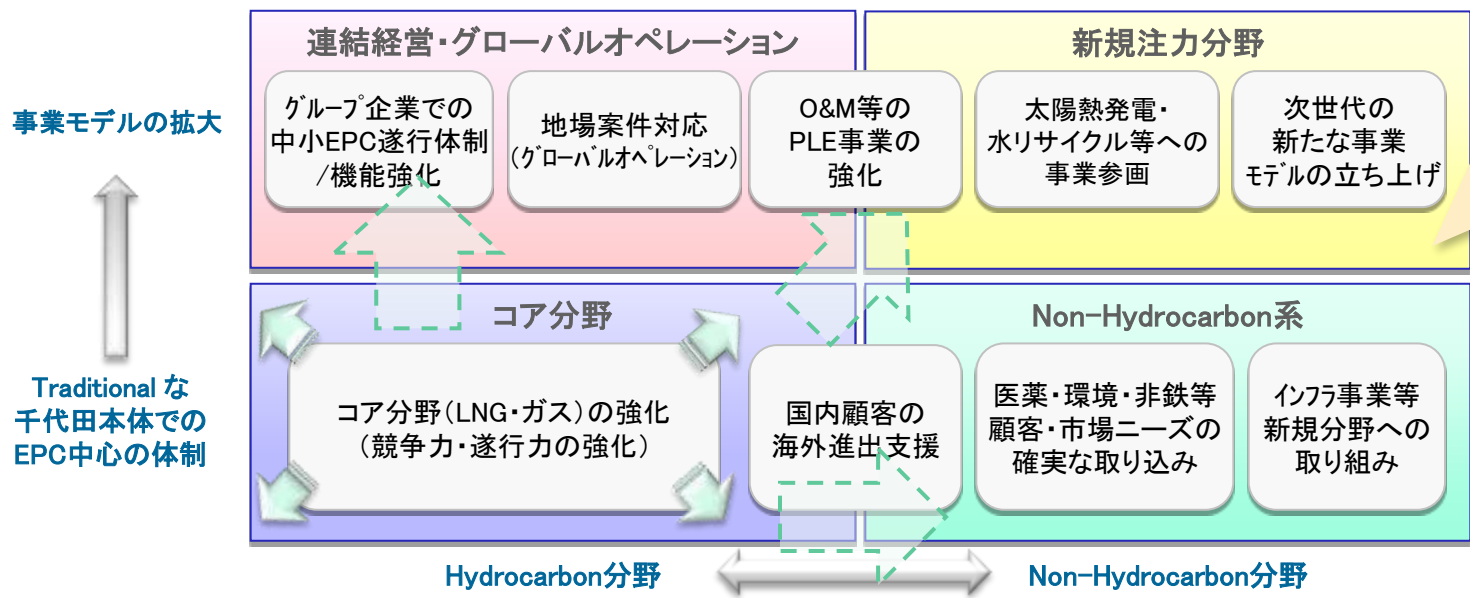 連結経営・グローバルオペレーション
新規注力分野
事業モデルの拡大
ｸﾞﾙｰﾌﾟ企業での
中小EPC遂行体制
/機能強化
地場案件対応
(ｸﾞﾛｰﾊﾞﾙｵﾍﾟﾚｰｼｮﾝ)
O&M等の
PLE事業の
強化
太陽熱発電・
水リサイクル等への
事業参画
次世代の
新たな事業
ﾓﾃﾞﾙの立ち上げ
コア分野
Non-Hydrocarbon系
Traditional な
千代田本体での
EPC中心の体制
コア分野(LNG・ガス)の強化
(競争力・遂行力の強化)
国内顧客の
海外進出支援
医薬・環境・非鉄等
顧客・市場ニーズの
確実な取り込み
ｲﾝﾌﾗ事業等
新規分野への
取り組み
Hydrocarbon分野
Non-Hydrocarbon分野